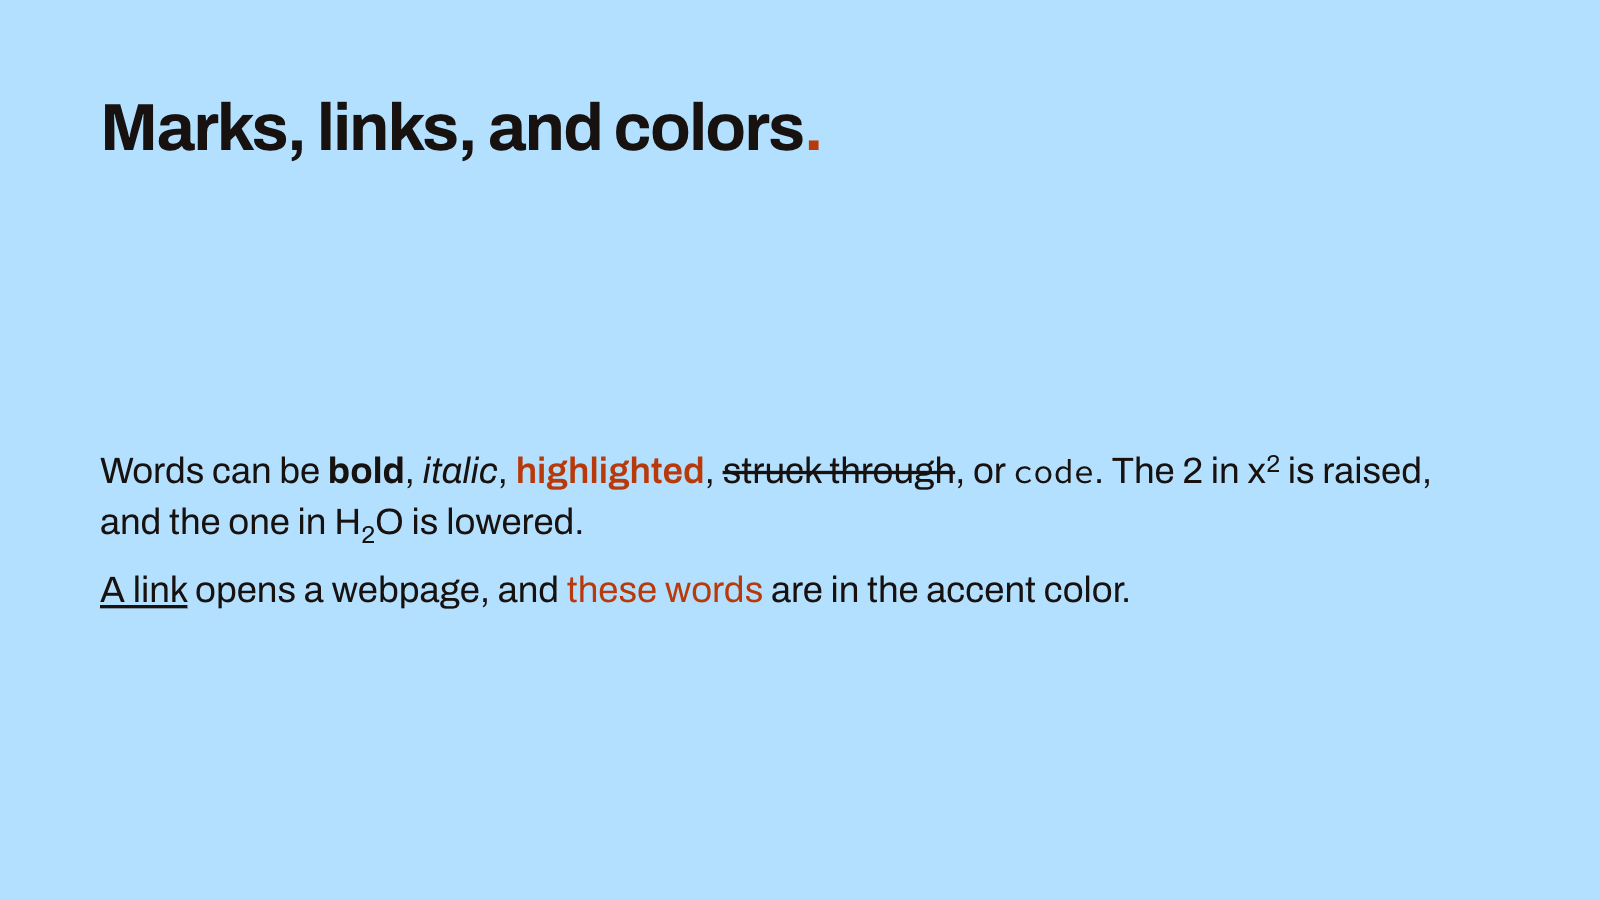 Marks, links, and colors.
Words can be bold, italic, highlighted, struck through, or code. The 2 in x² is raised,
and the one in H₂O is lowered.
A link opens a webpage, and these words are in the accent color.